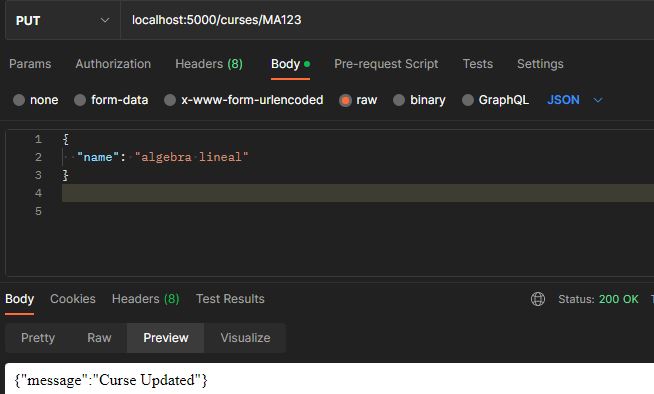 PUT localhost:5000/curses/MA123
Params Authorization Headers (8) Body Pre-request Script Tests Settings
none form-data x-www-form-urlencoded raw binary GraphQL JSON
1 {
2 "name": "algebra lineal"
3 }
4
5
Body Cookies Headers (8) Test Results Status: 200 OK
Pretty Raw Preview Visualize
{"message":"Curse Updated"}